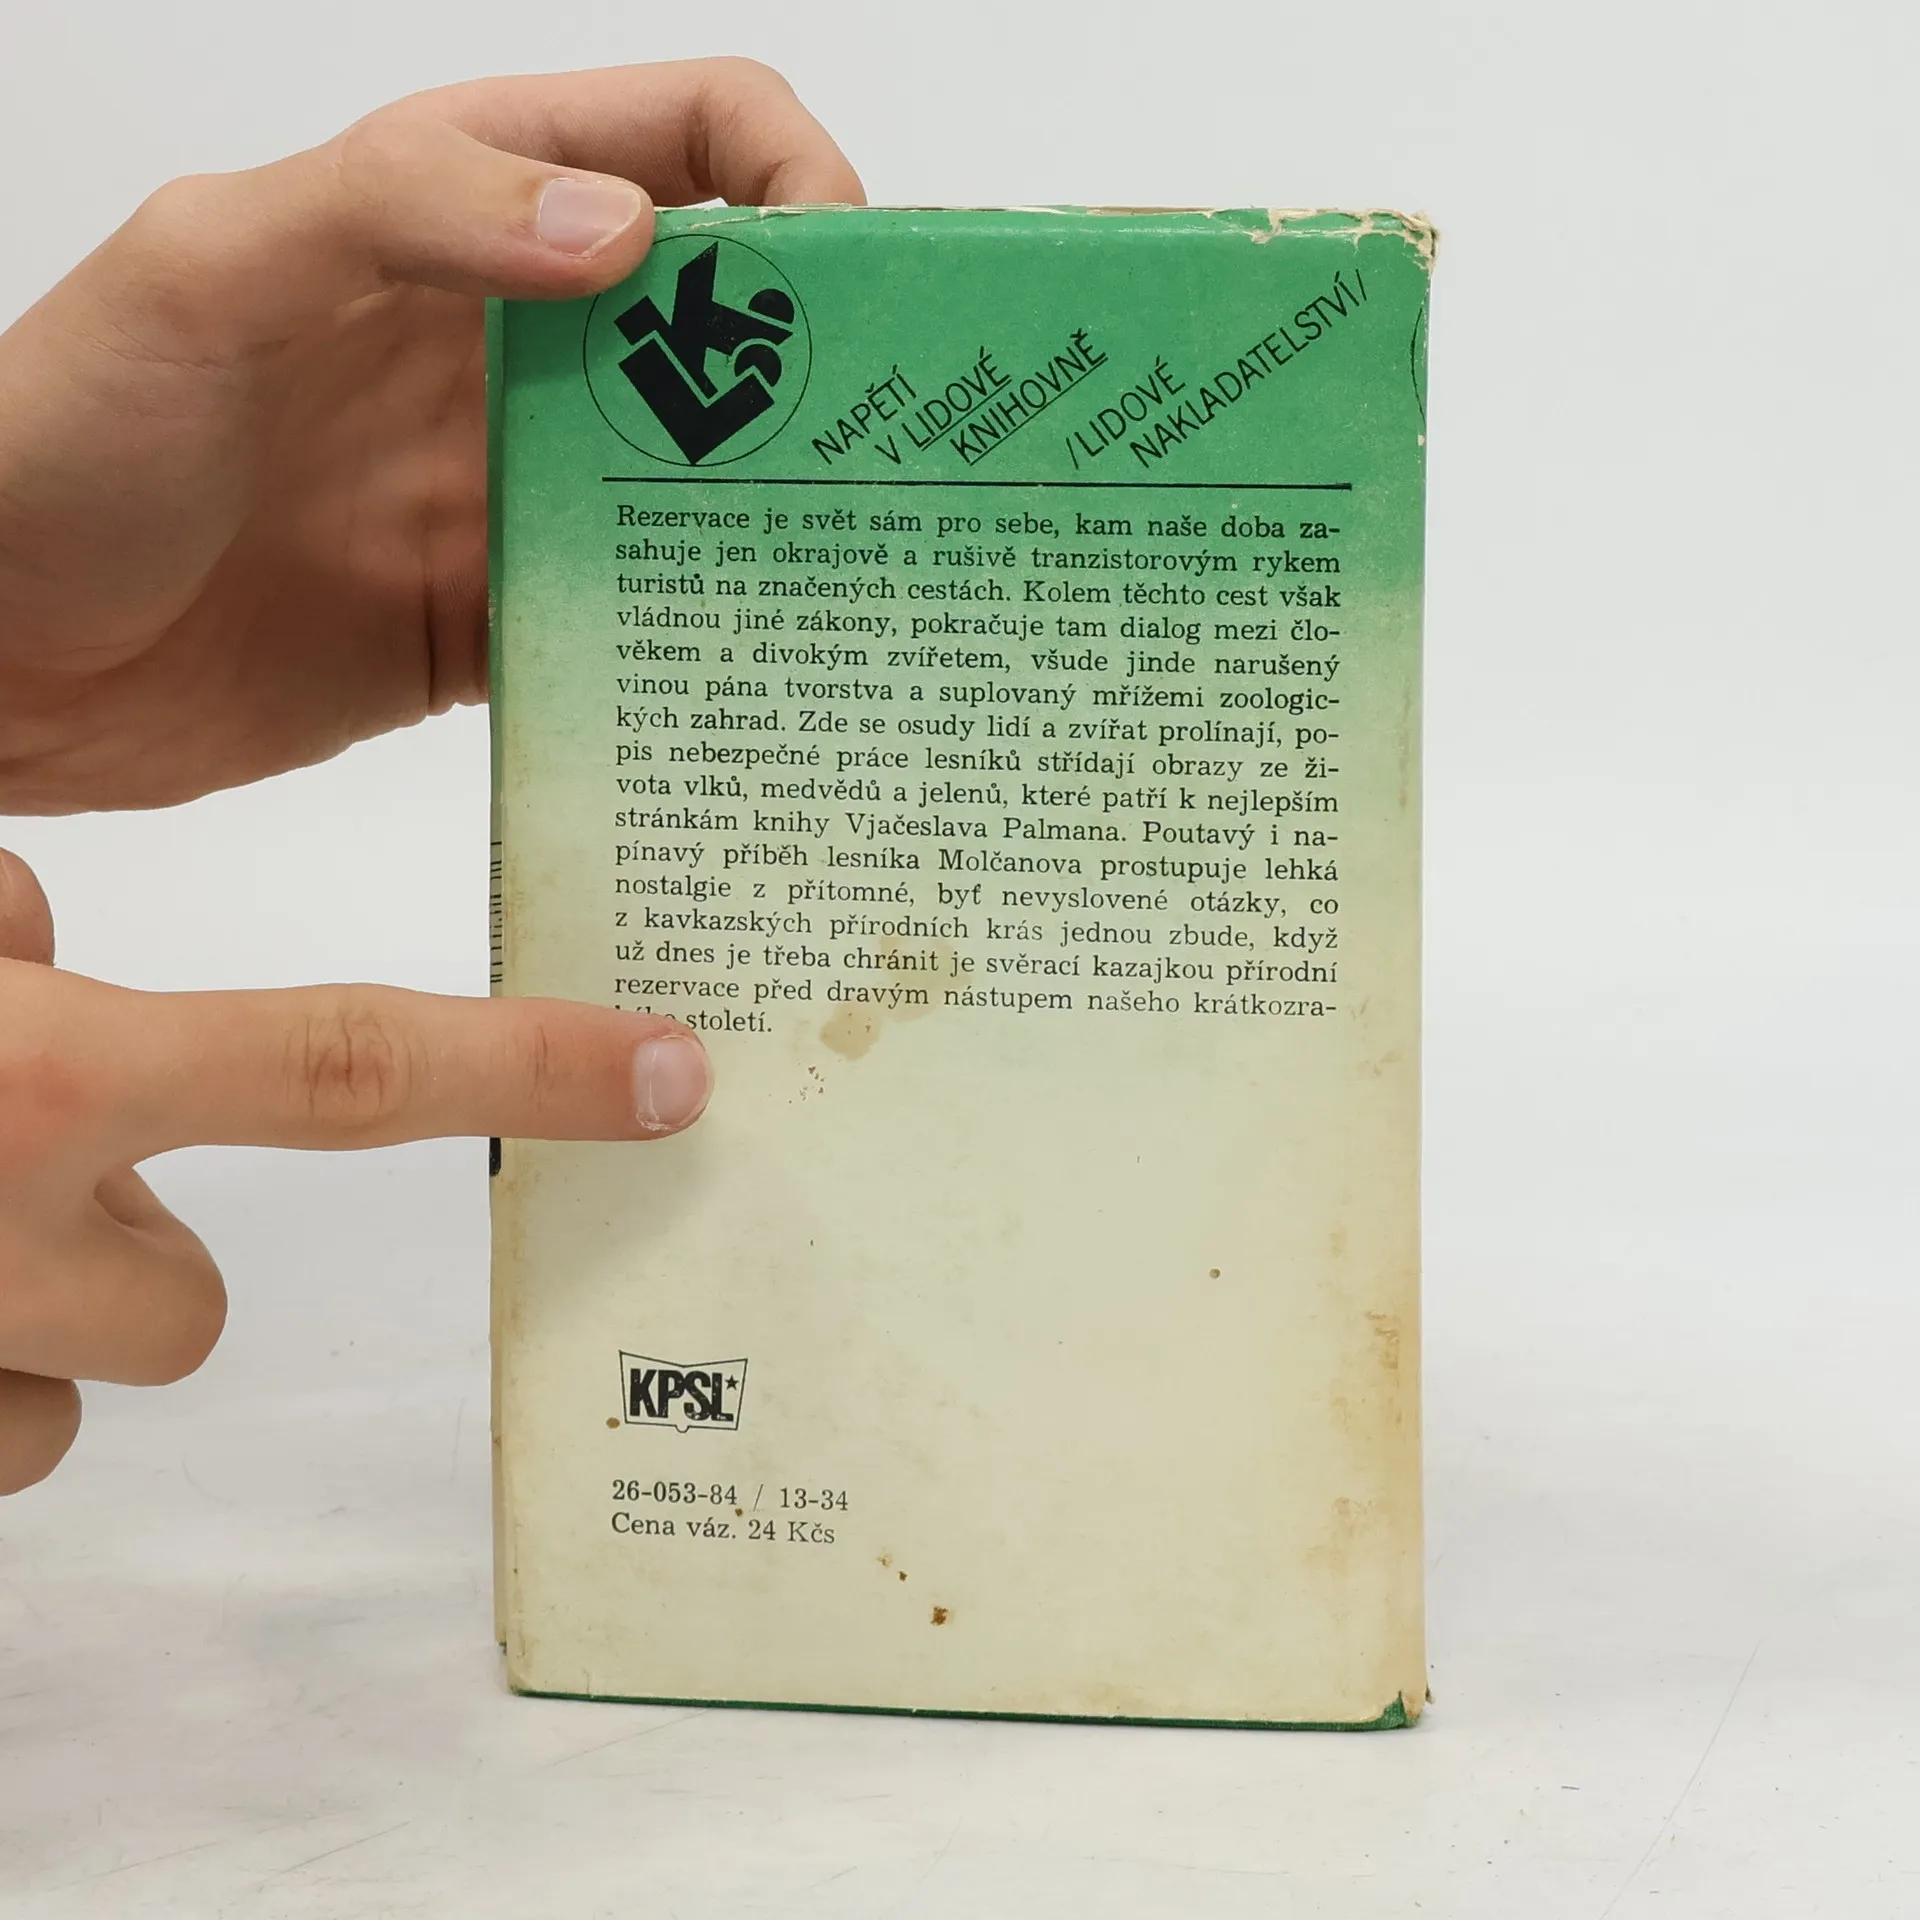 LK
NAPĚTÍ
V LIDOVÉ
KNIHOVNĚ
/LIDOVÉ
NAKLADATELSTVÍ/
Rezervace je svět sám pro sebe, kam naše doba za-
sahuje jen okrajově a rušivě tranzistorovým rykem
turistů na značených cestách. Kolem těchto cest však
vládnou jiné zákony, pokračuje tam dialog mezi člo-
věkem a divokým zvířetem, všude jinde narušený
vinou pána tvorstva a suplovaný mřížemi zoologic-
kých zahrad. Zde se osudy lidí a zvířat prolínají, po-
pis nebezpečné práce lesníků střídají obrazy ze ži-
vota vlků, medvědů a jelenů, které patří k nejlepším
stránkám knihy Vjačeslava Palmana. Poutavý i na-
pínavý příběh lesníka Molčanova prostupuje lehká
nostalgie z přítomné, byť nevyslovené otázky, co
z kavkazských přírodních krás jednou zbude, když
už dnes je třeba chránit je svěrací kazajkou přírodní
rezervace před dravým nástupem našeho krátkozra-
století.
KPSL
26-053-84 / 13-34
Cena váz. 24 Kčs